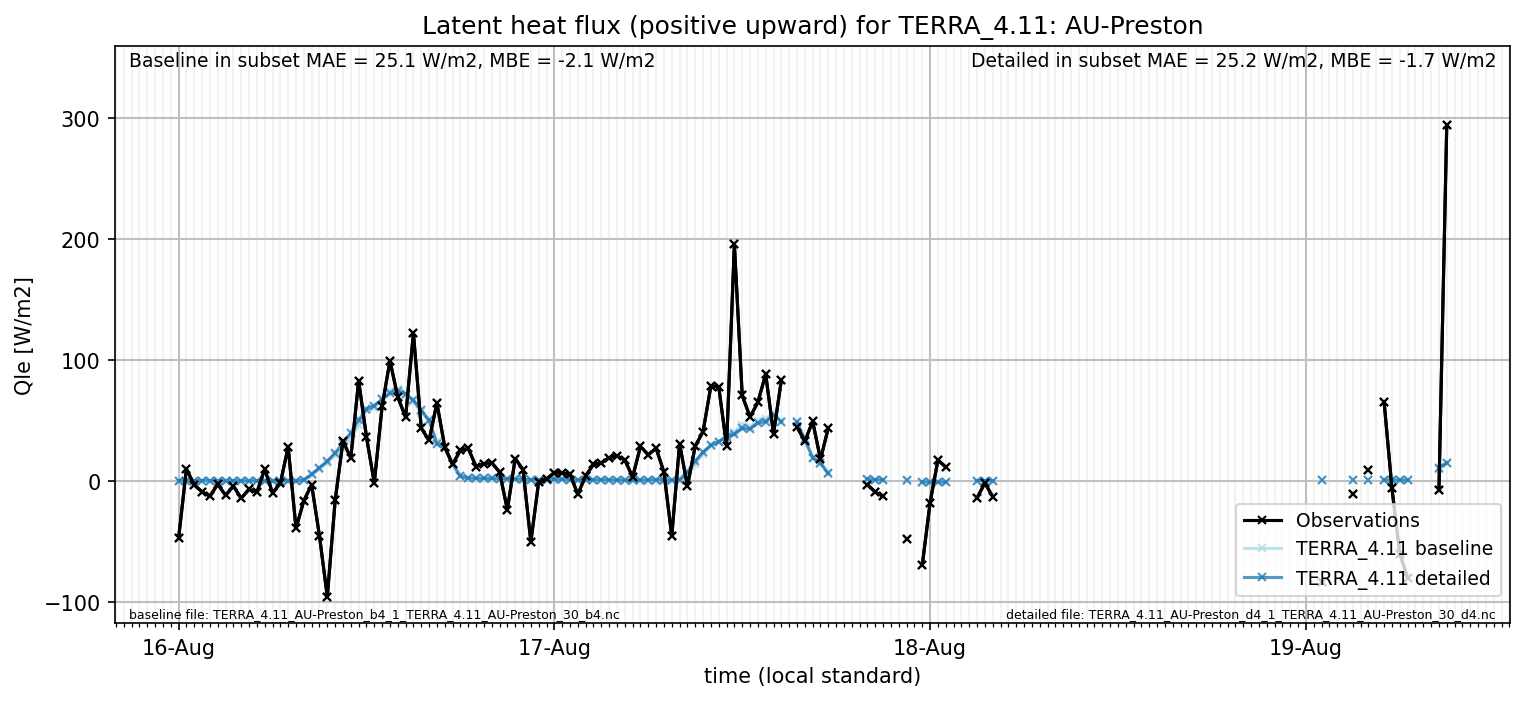 Latent heat flux (positive upward) for TERRA_4.11: AU-Preston
Baseline in subset MAE = 25.1 W/m2, MBE = -2.1 W/m2
Detailed in subset MAE = 25.2 W/m2, MBE = -1.7 W/m2
Qle [W/m2]
300
200
100
0
−100
Observations
TERRA_4.11 baseline
TERRA_4.11 detailed
baseline file: TERRA_4.11_AU-Preston_b4_1_TERRA_4.11_AU-Preston_30_b4.nc
detailed file: TERRA_4.11_AU-Preston_d4_1_TERRA_4.11_AU-Preston_30_d4.nc
16-Aug
17-Aug
18-Aug
19-Aug
time (local standard)